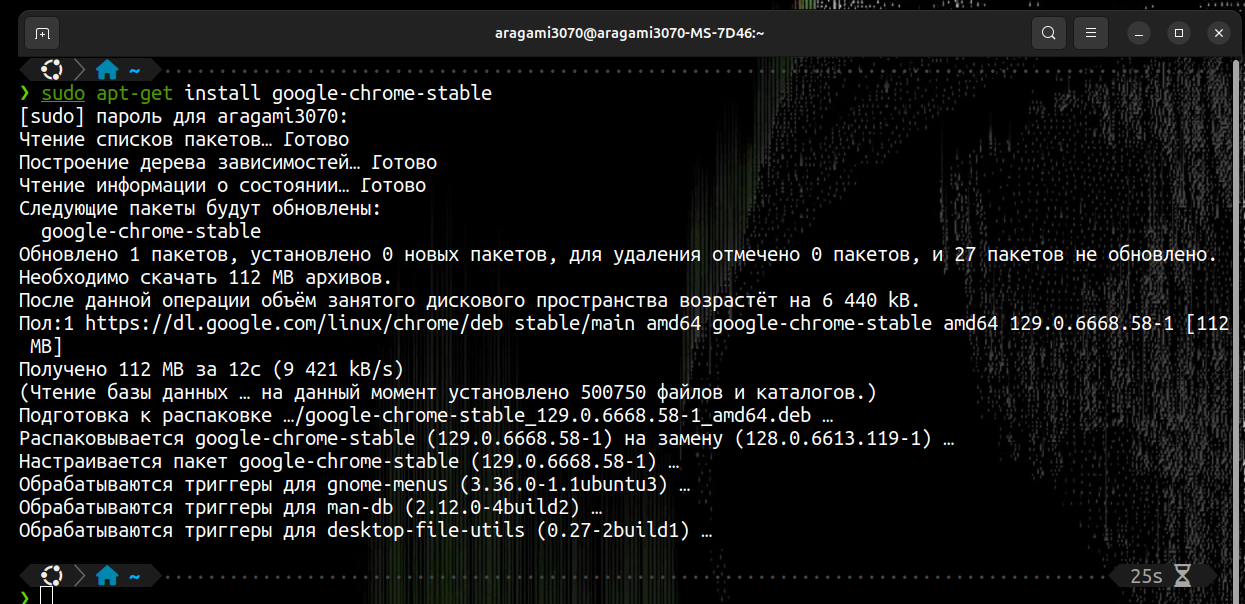 aragami3070@aragami3070-MS-7D46:~
~
❯ sudo apt-get install google-chrome-stable
[sudo] пароль для aragami3070:
Чтение списков пакетов… Готово
Построение дерева зависимостей… Готово
Чтение информации о состоянии… Готово
Следующие пакеты будут обновлены:
  google-chrome-stable
Обновлено 1 пакетов, установлено 0 новых пакетов, для удаления отмечено 0 пакетов, и 27 пакетов не обновлено.
Необходимо скачать 112 MB архивов.
После данной операции объём занятого дискового пространства возрастёт на 6 440 kB.
Пол:1 https://dl.google.com/linux/chrome/deb stable/main amd64 google-chrome-stable amd64 129.0.6668.58-1 [112
 MB]
Получено 112 MB за 12с (9 421 kB/s)
(Чтение базы данных … на данный момент установлено 500750 файлов и каталогов.)
Подготовка к распаковке …/google-chrome-stable_129.0.6668.58-1_amd64.deb …
Распаковывается google-chrome-stable (129.0.6668.58-1) на замену (128.0.6613.119-1) …
Настраивается пакет google-chrome-stable (129.0.6668.58-1) …
Обрабатываются триггеры для gnome-menus (3.36.0-1.1ubuntu3) …
Обрабатываются триггеры для man-db (2.12.0-4build2) …
Обрабатываются триггеры для desktop-file-utils (0.27-2build1) …
~ 25s
❯